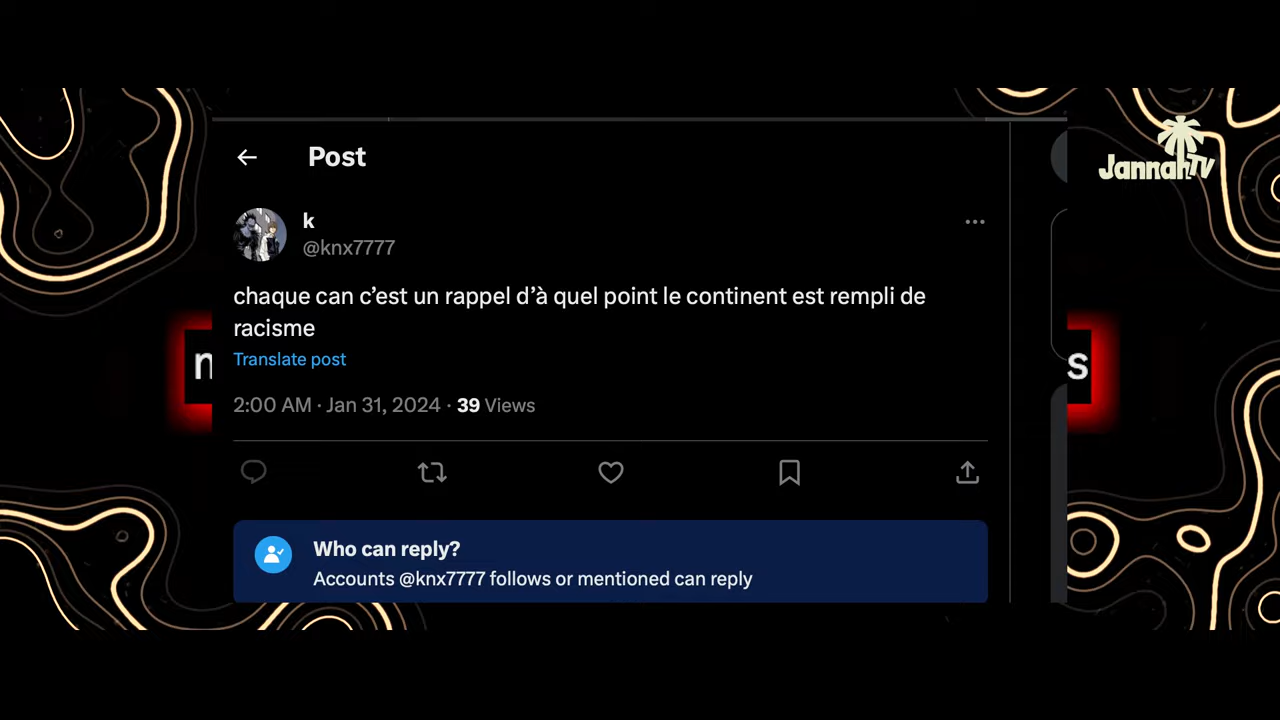 Post
JannahTV
k
@knx7777
chaque can c’est un rappel d’à quel point le continent est rempli de
racisme
Translate post
2:00 AM · Jan 31, 2024 · 39 Views
Who can reply?
Accounts @knx7777 follows or mentioned can reply